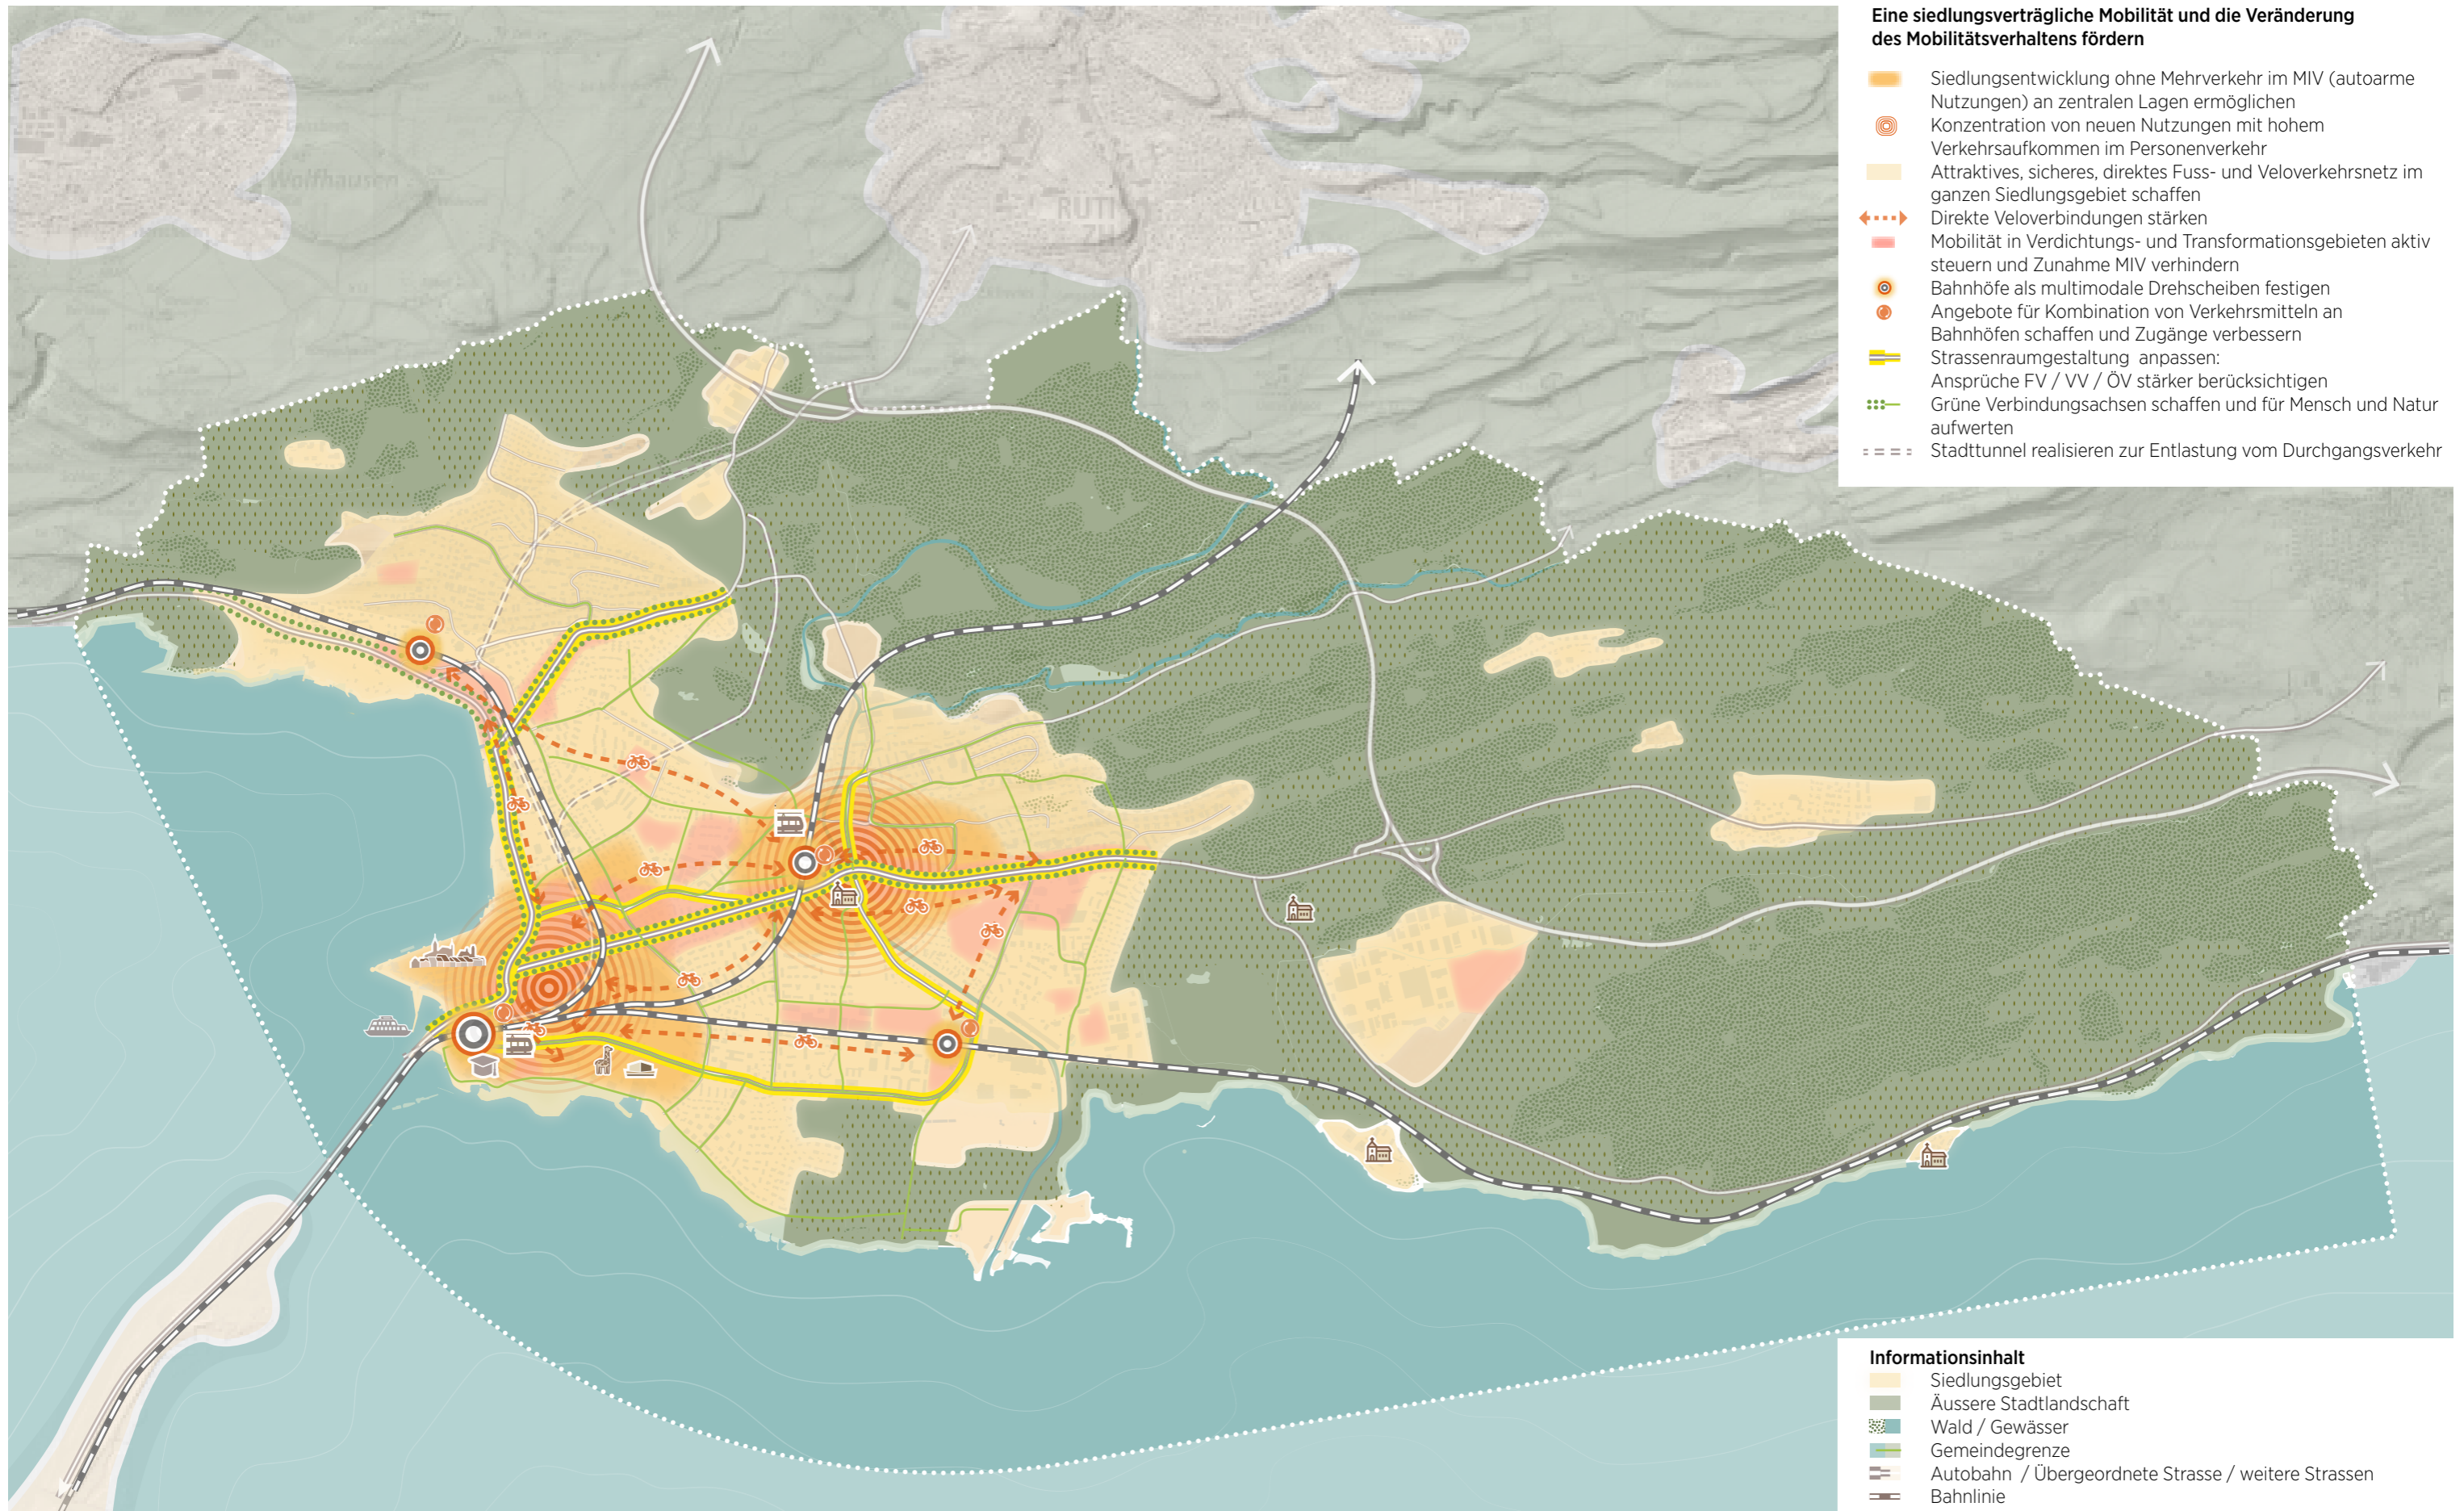 Eine siedlungsverträgliche Mobilität und die Veränderung
des Mobilitätsverhaltens fördern
Siedlungsentwicklung ohne Mehrverkehr im MIV (autoarme
Nutzungen) an zentralen Lagen ermöglichen
Konzentration von neuen Nutzungen mit hohem
Verkehrsaufkommen im Personenverkehr
Attraktives, sicheres, direktes Fuss- und Veloverkehrsnetz im
ganzen Siedlungsgebiet schaffen
Direkte Veloverbindungen stärken
Mobilität in Verdichtungs- und Transformationsgebieten aktiv
steuern und Zunahme MIV verhindern
Bahnhöfe als multimodale Drehscheiben festigen
Angebote für Kombination von Verkehrsmitteln an
Bahnhöfen schaffen und Zugänge verbessern
Strassenraumgestaltung anpassen:
Ansprüche FV / VV / ÖV stärker berücksichtigen
Grüne Verbindungsachsen schaffen und für Mensch und Natur
aufwerten
Stadttunnel realisieren zur Entlastung vom Durchgangsverkehr
Wolfhausen
RÜTI
Informationsinhalt
Siedlungsgebiet
Äussere Stadtlandschaft
Wald / Gewässer
Gemeindegrenze
Autobahn / Übergeordnete Strasse / weitere Strassen
Bahnlinie